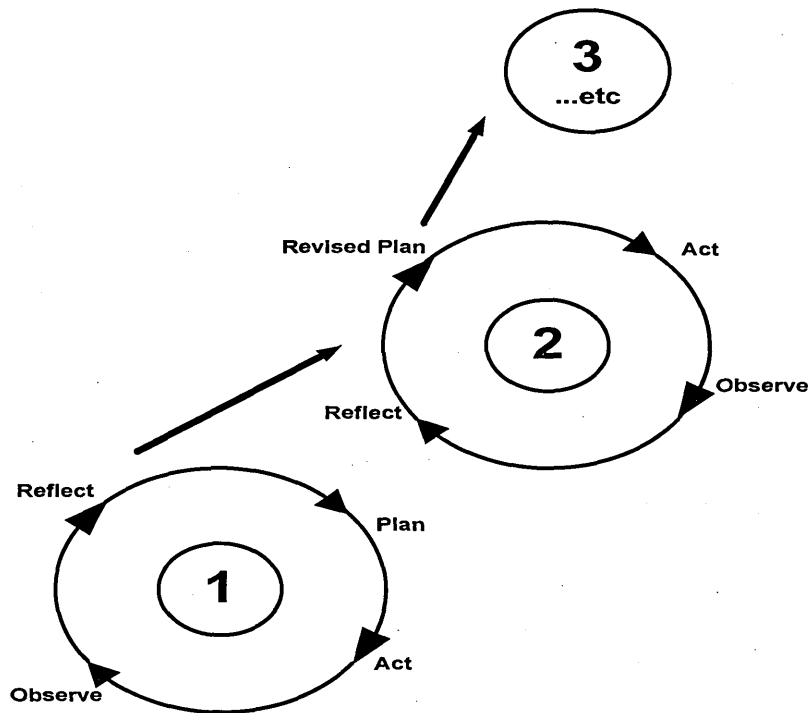 3
...etc
Revised Plan
Act
2
Observe
Reflect
Reflect
Plan
1
Act
Observe